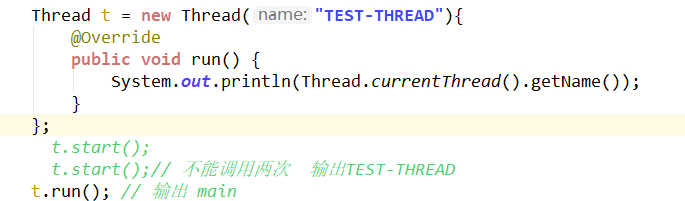 Thread t = new Thread( name: "TEST-THREAD"){
@Override
public void run() {
System.out.println(Thread.currentThread().getName());
}
};
t.start();
t.start();// 不能调用两次 输出TEST-THREAD
t.run(); // 输出 main